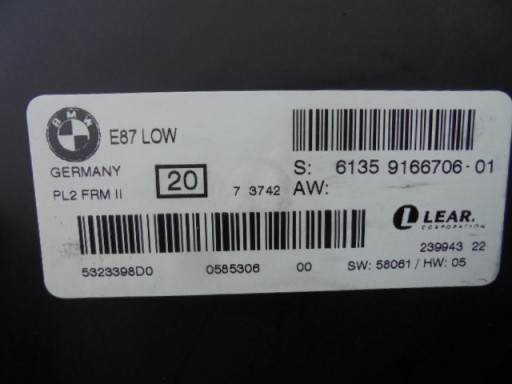 BMW
E87 LOW
GERMANY
PL2 FRM II
20
7 3742
S: 6135 9166706-01
AW:
LEAR.
CORPORATION
239943 22
5323398D0 0585306 00 SW: 58061 / HW: 05